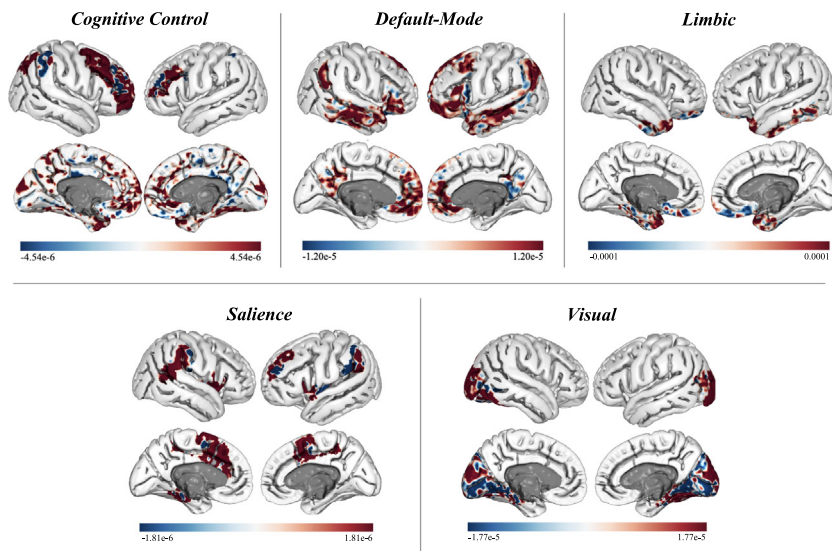 Cognitive Control
Default-Mode
Limbic
-4.54e-6
4.54e-6
-1.20e-5
1.20e-5
-0.0001
0.0001
Salience
Visual
-1.81e-6
1.81e-6
-1.77e-5
1.77e-5